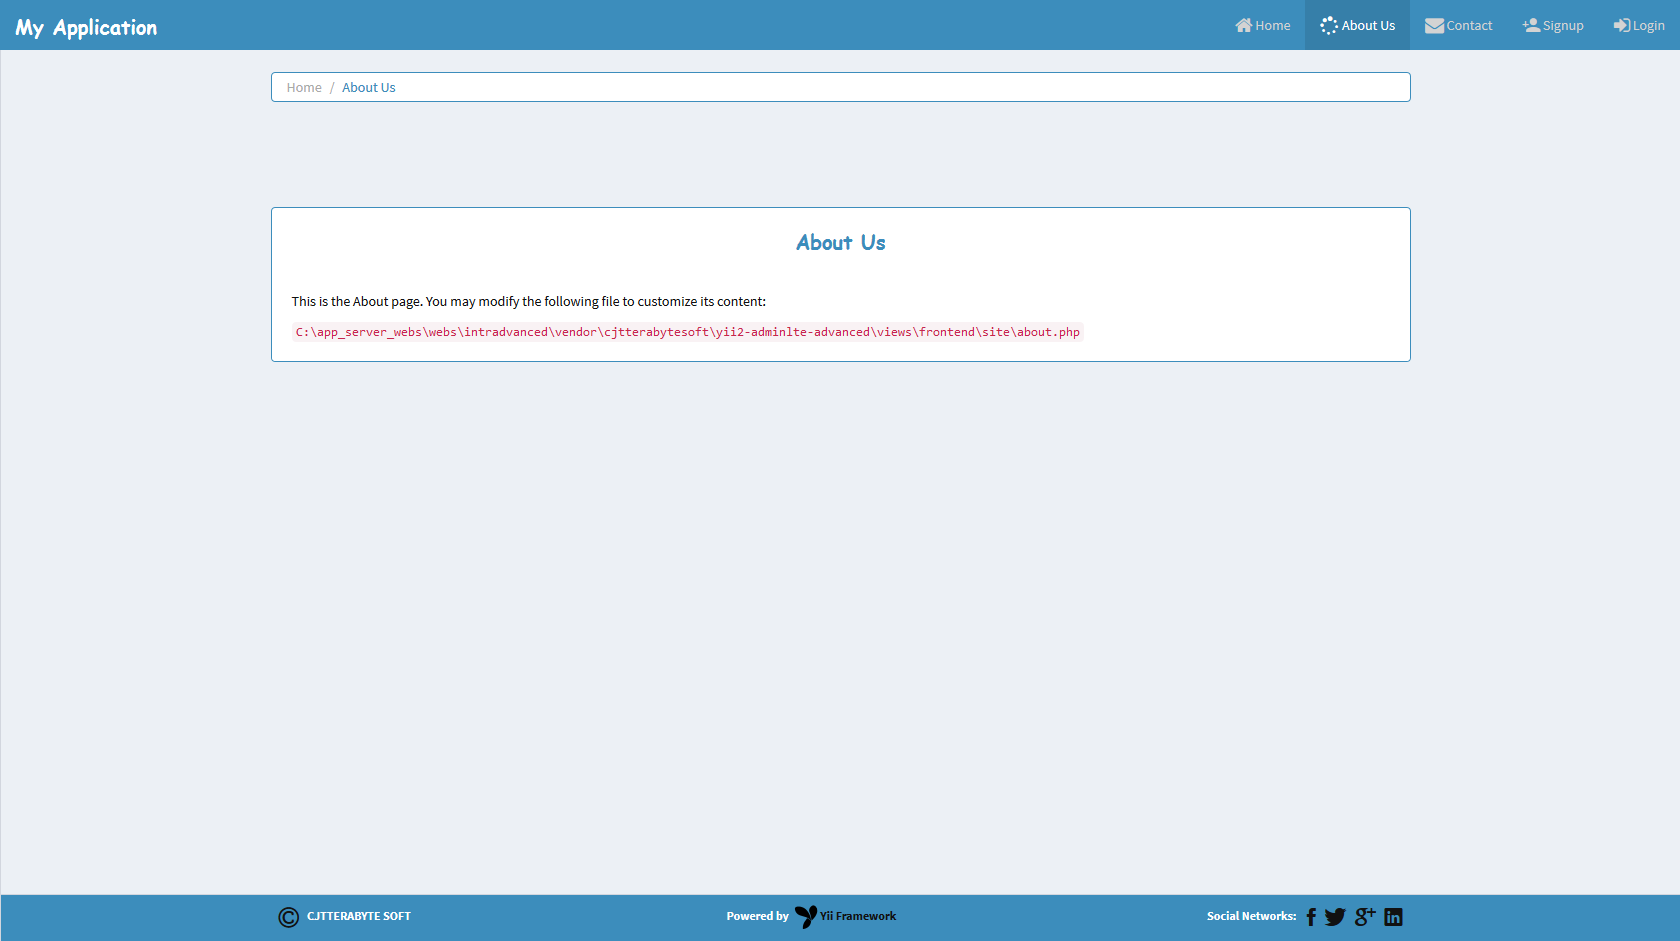 My Application
Home About Us Contact Signup Login
Home / About Us
About Us
This is the About page. You may modify the following file to customize its content:
C:\app_server_webs\webs\intradvanced\vendor\cjtterabytesoft\yii2-adminlte-advanced\views\frontend\site\about.php
© CJTTERABYTE SOFT
Powered by Yii Framework
Social Networks: